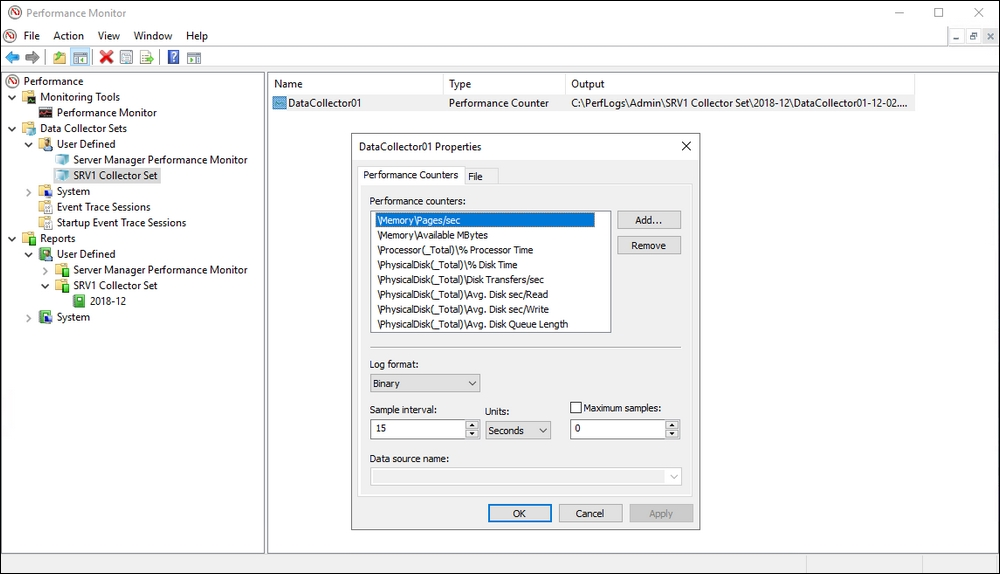 Performance Monitor
File Action View Window Help
Performance
Monitoring Tools
Performance Monitor
Data Collector Sets
User Defined
Server Manager Performance Monitor
SRV1 Collector Set
System
Event Trace Sessions
Startup Event Trace Sessions
Reports
User Defined
Server Manager Performance Monitor
SRV1 Collector Set
2018-12
System
Name Type Output
DataCollector01 Performance Counter C:\PerfLogs\Admin\SRV1 Collector Set\2018-12\DataCollector01-12-02....
DataCollector01 Properties
Performance Counters File
Performance counters:
\Memory\Pages/sec
\Memory\Available MBytes
\Processor(_Total)\% Processor Time
\PhysicalDisk(_Total)\% Disk Time
\PhysicalDisk(_Total)\Disk Transfers/sec
\PhysicalDisk(_Total)\Avg. Disk sec/Read
\PhysicalDisk(_Total)\Avg. Disk sec/Write
\PhysicalDisk(_Total)\Avg. Disk Queue Length
Add...
Remove
Log format:
Binary
Sample interval: Units: Maximum samples:
15 Seconds 0
Data source name:
OK Cancel Apply